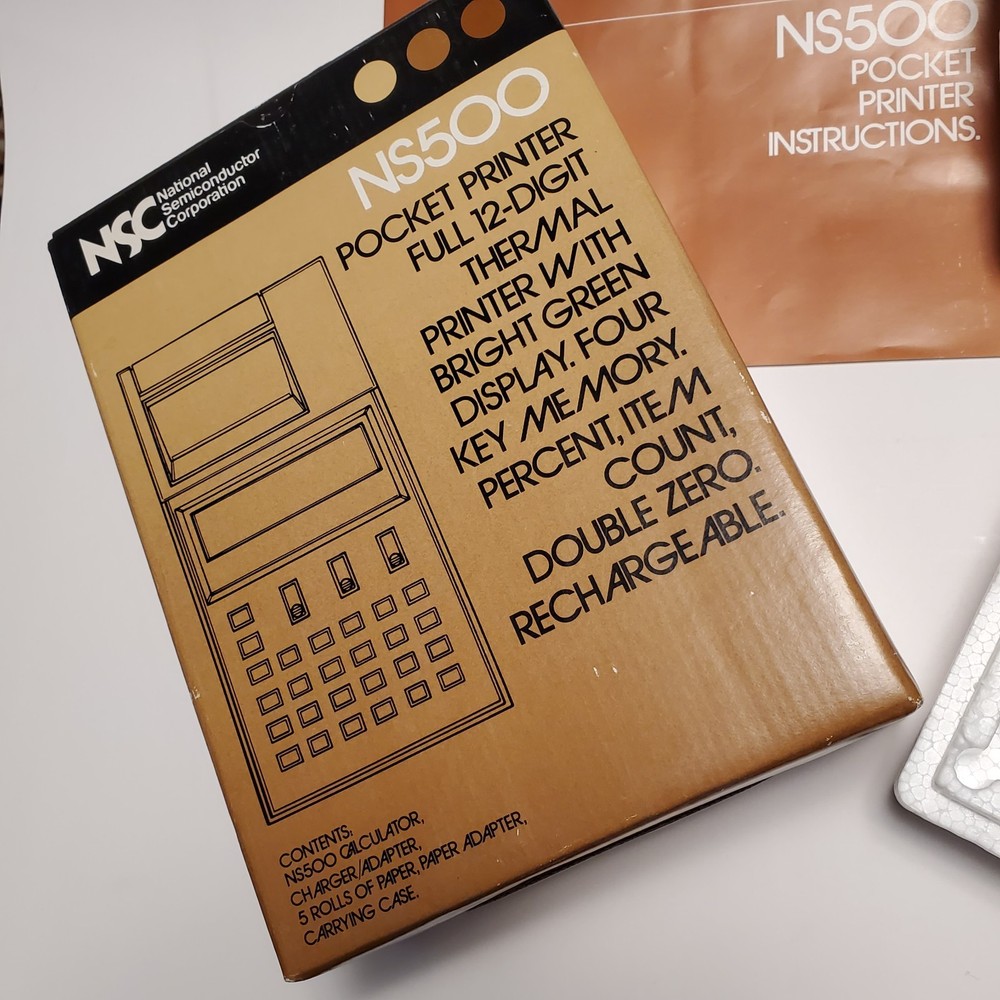 NSC National
Semiconductor
Corporation
NS500
POCKET PRINTER
FULL 12-DIGIT
THERMAL
PRINTER WITH
BRIGHT GREEN
DISPLAY. FOUR
KEY MEMORY.
PERCENT, ITEM
COUNT,
DOUBLE ZERO.
RECHARGEABLE.
CONTENTS:
NS500 CALCULATOR,
CHARGER/ADAPTER,
5 ROLLS OF PAPER, PAPER ADAPTER,
CARRYING CASE.
NS500
POCKET
PRINTER
INSTRUCTIONS.